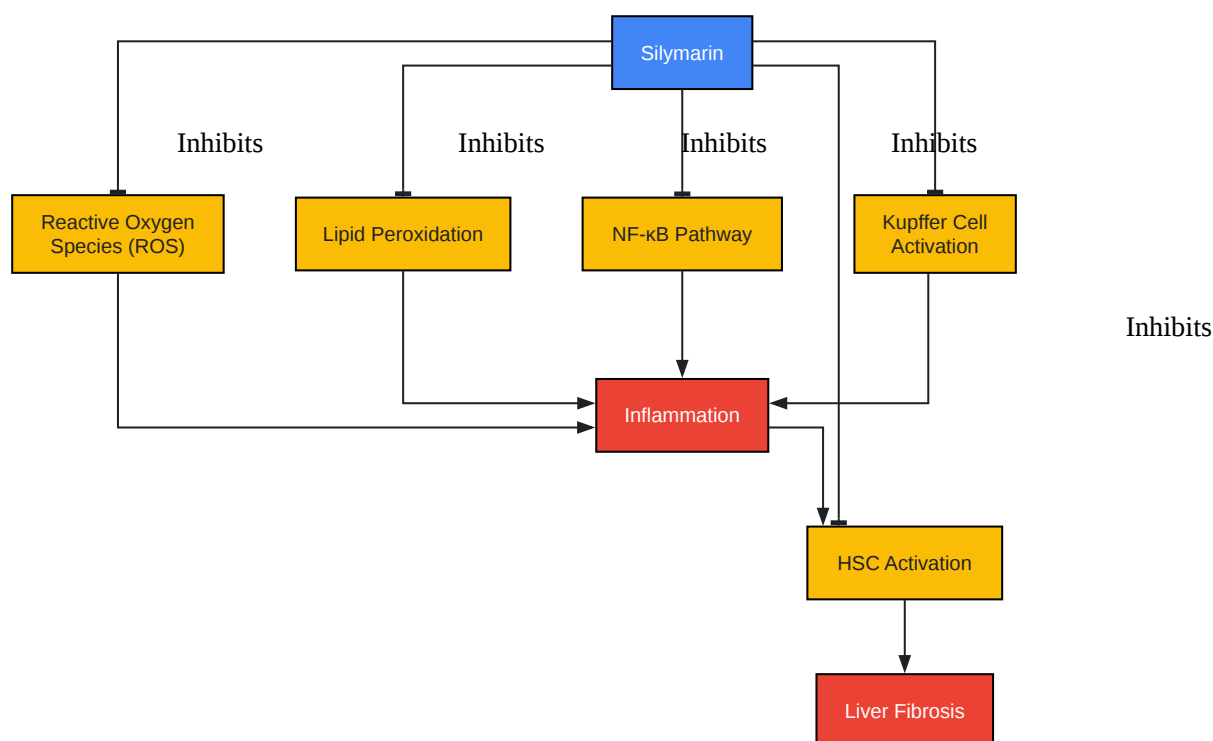 Silymarin
Inhibits
Inhibits
Inhibits
Inhibits
Reactive Oxygen
Species (ROS)
Lipid Peroxidation
NF-κB Pathway
Kupffer Cell
Activation
Inhibits
Inflammation
HSC Activation
Liver Fibrosis